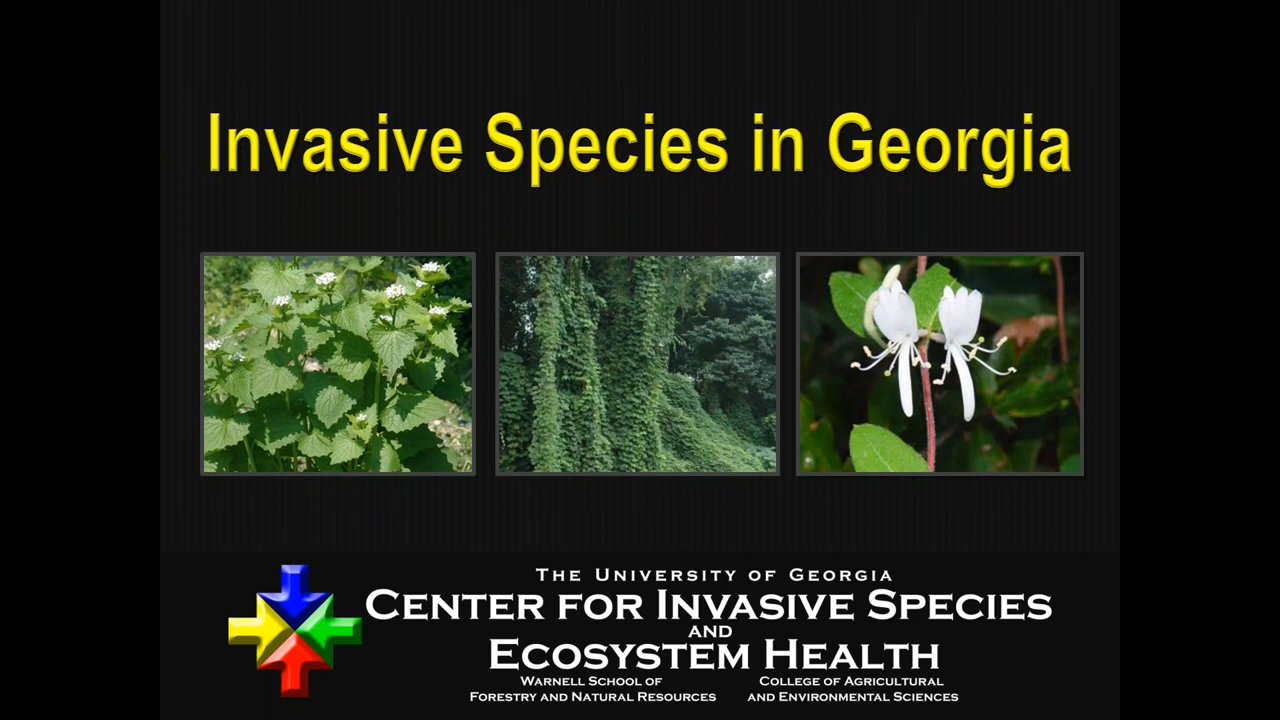 Invasive Species in Georgia
The University of Georgia
Center for Invasive Species
and
Ecosystem Health
Warnell School of
Forestry and Natural Resources
College of Agricultural
and Environmental Sciences